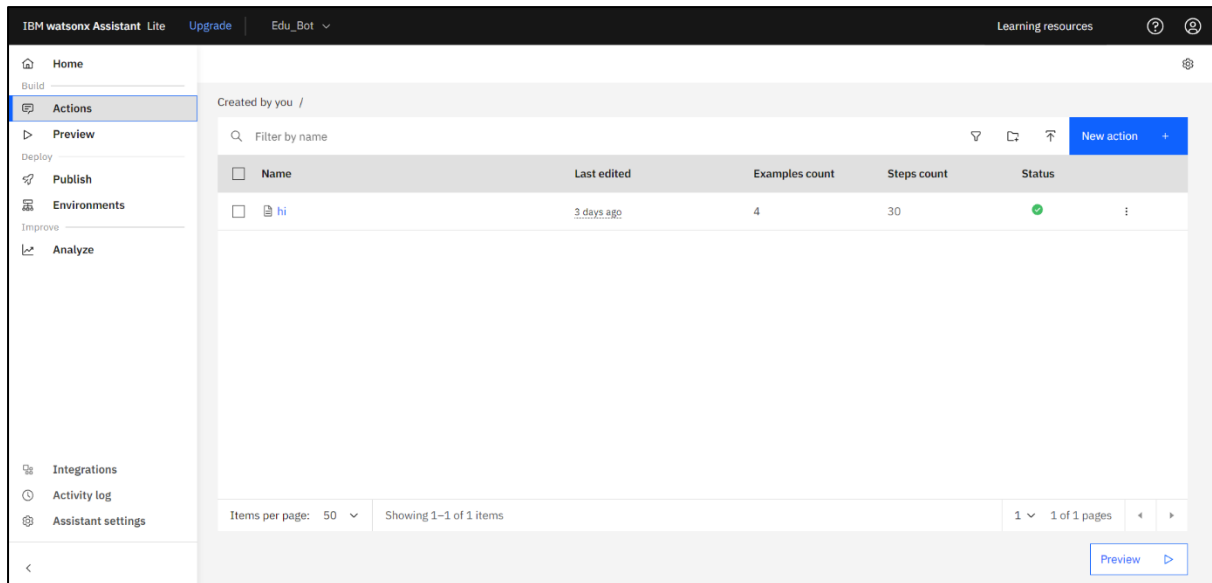 IBM watsonx Assistant Lite Upgrade Edu_Bot Learning resources
Home
Build
Actions
Preview
Deploy
Publish
Environments
Improve
Analyze
Integrations
Activity log
Assistant settings
Created by you /
Filter by name New action +
Name Last edited Examples count Steps count Status
hi 3 days ago 4 30
Items per page: 50 Showing 1–1 of 1 items 1 1 of 1 pages
Preview